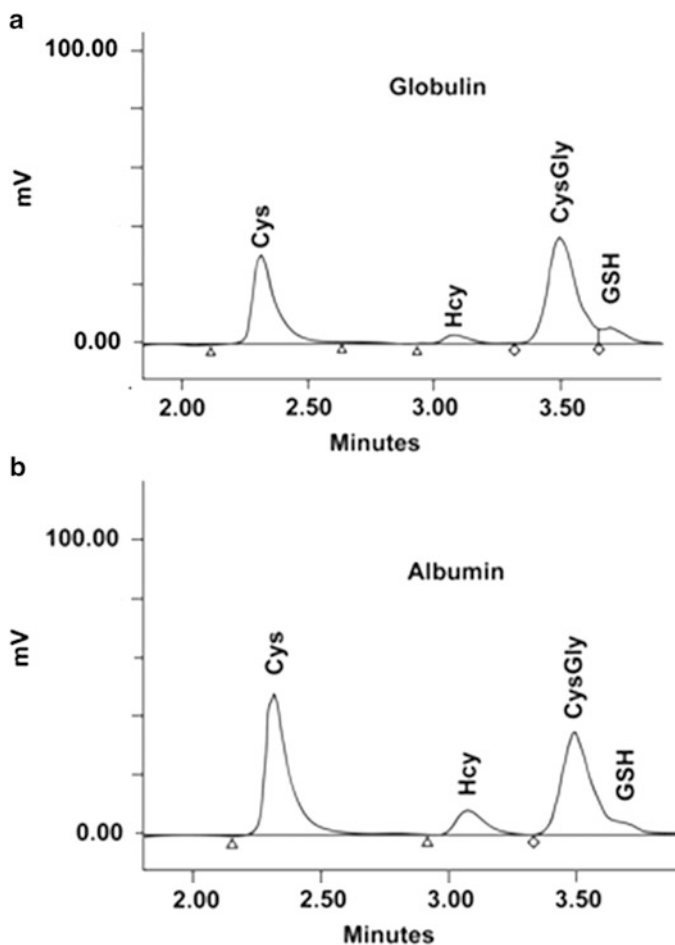 a
100.00
Globulin
mV
Cys
Hcy
CysGly
GSH
0.00
2.00 2.50 3.00 3.50
Minutes
b
100.00
Albumin
mV
Cys
Hcy
CysGly
GSH
0.00
2.00 2.50 3.00 3.50
Minutes